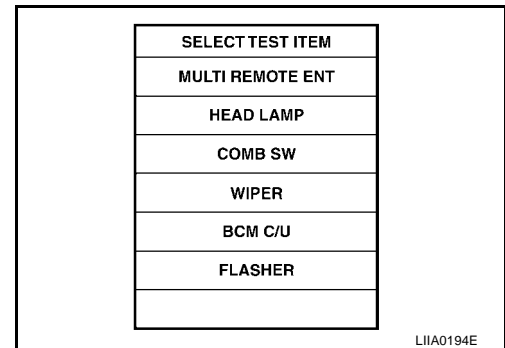 SELECT TEST ITEM
MULTI REMOTE ENT
HEAD LAMP
COMB SW
WIPER
BCM C/U
FLASHER
LIIA0194E